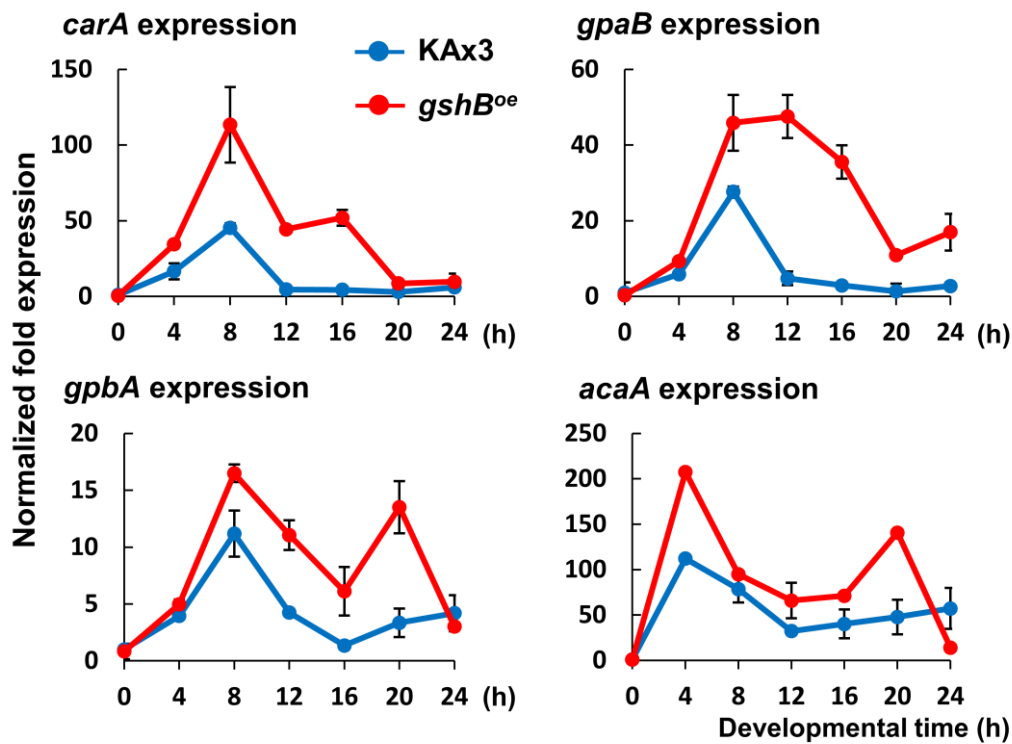 carA expression
KAx3
gshB^oe
150
100
50
0
0 4 8 12 16 20 24 (h)
gpaB expression
60
40
20
0
0 4 8 12 16 20 24 (h)
Normalized fold expression
gpbA expression
20
15
10
5
0
0 4 8 12 16 20 24 (h)
acaA expression
250
200
150
100
50
0
0 4 8 12 16 20 24
Developmental time (h)